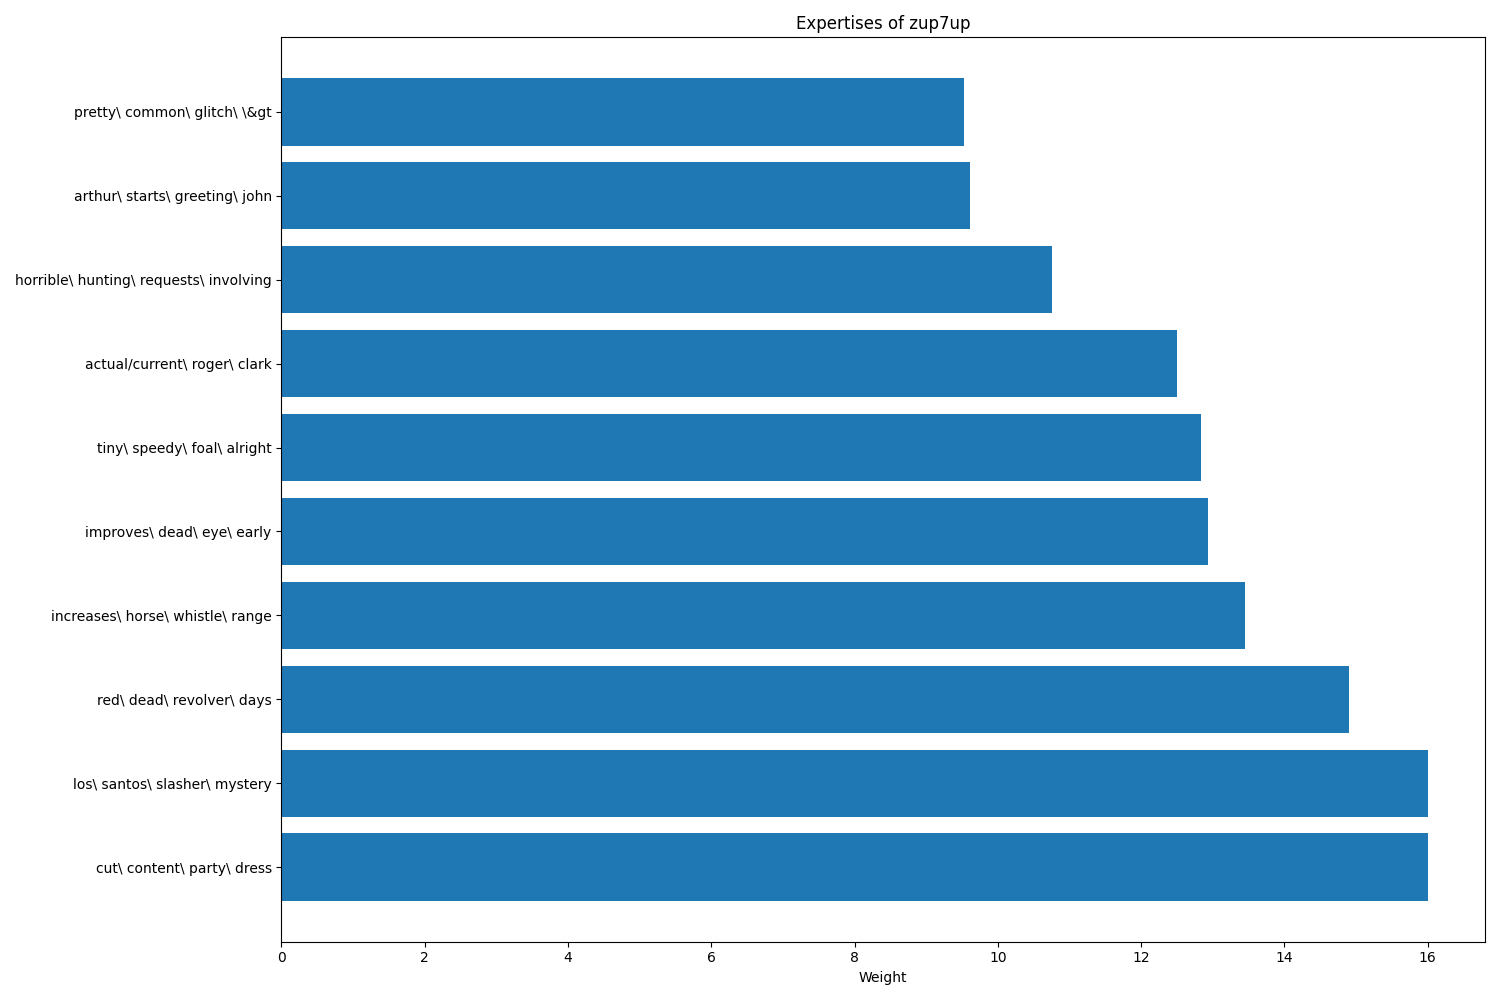 Expertises of zup7up
pretty\ common\ glitch\ \&gt
arthur\ starts\ greeting\ john
horrible\ hunting\ requests\ involving
actual/current\ roger\ clark
tiny\ speedy\ foal\ alright
improves\ dead\ eye\ early
increases\ horse\ whistle\ range
red\ dead\ revolver\ days
los\ santos\ slasher\ mystery
cut\ content\ party\ dress
0 2 4 6 8 10 12 14 16
Weight